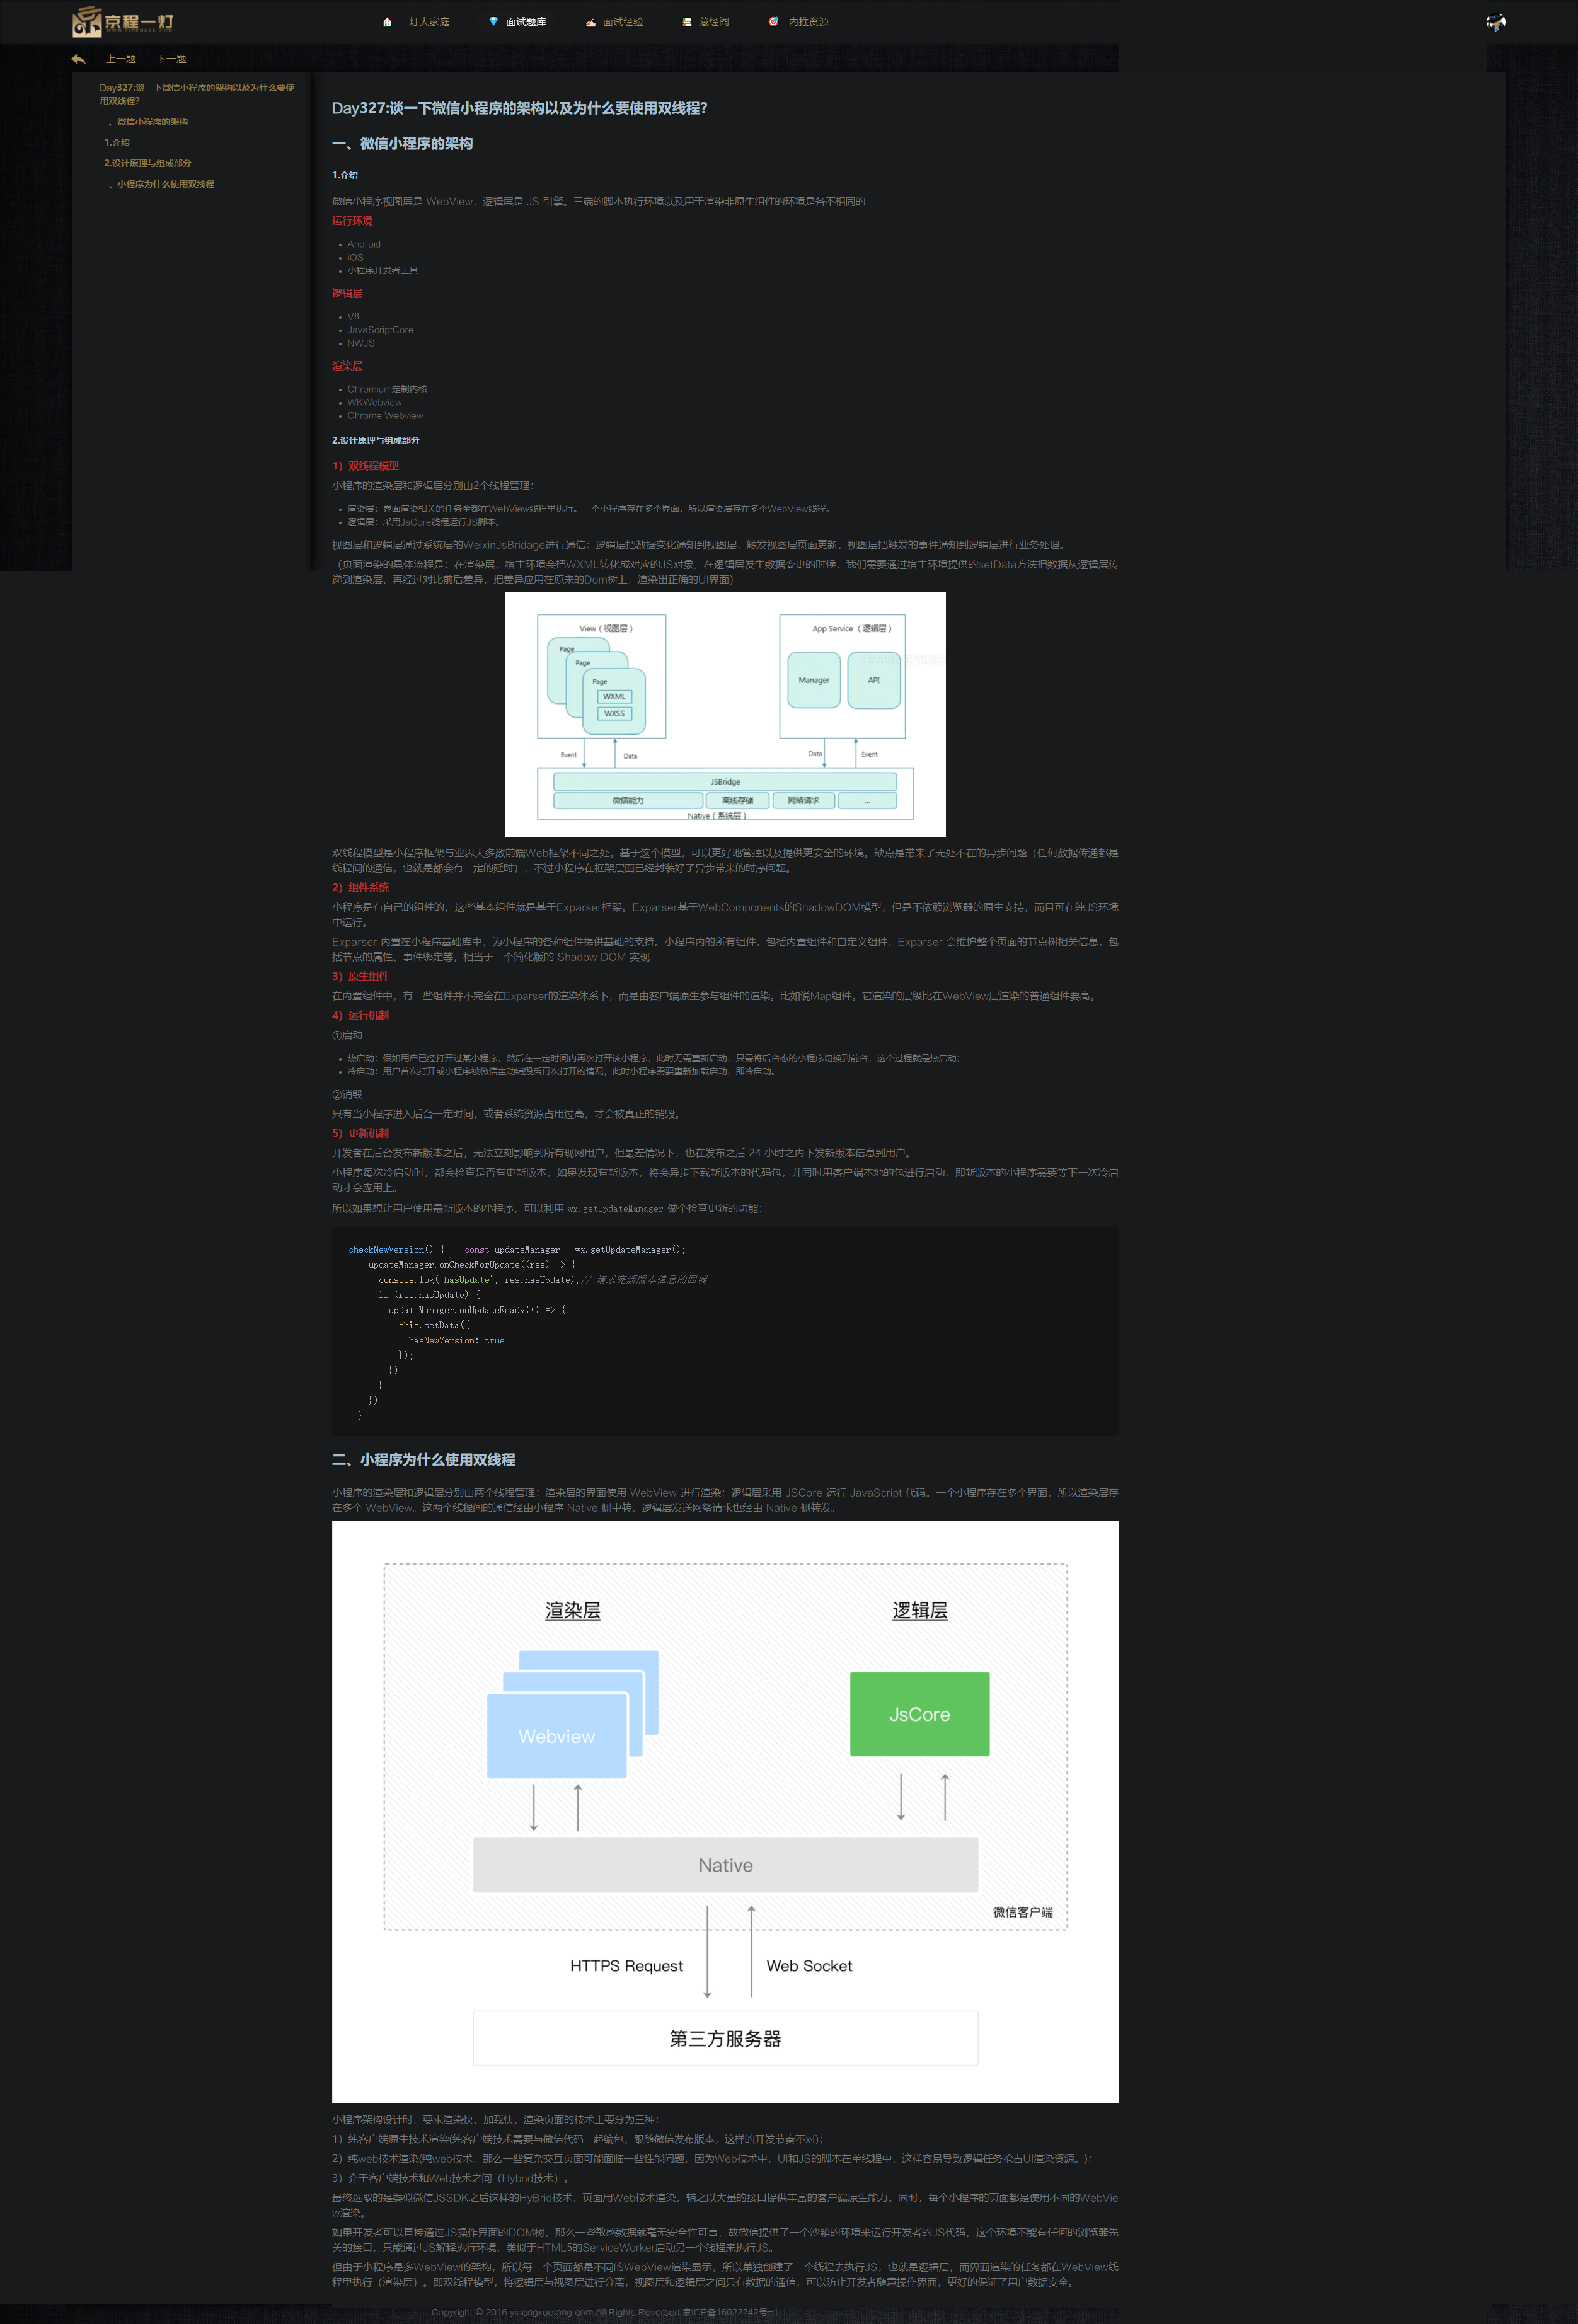 京程一灯
WWW.YIDENGFE.COM
一灯大家庭
面试题库
面试经验
藏经阁
内推资源
上一题
下一题
Day327:谈一下微信小程序的架构以及为什么要使
用双线程?
一、微信小程序的架构
1.介绍
2.设计原理与组成部分
二、小程序为什么使用双线程
Day327:谈一下微信小程序的架构以及为什么要使用双线程?
一、微信小程序的架构
1.介绍
微信小程序视图层是 WebView，逻辑层是 JS 引擎。三端的脚本执行环境以及用于渲染非原生组件的环境是各不相同的
运行环境
Android
iOS
小程序开发者工具
逻辑层
V8
JavaScriptCore
NWJS
渲染层
Chromium定制内核
WKWebview
Chrome Webview
2.设计原理与组成部分
1）双线程模型
小程序的渲染层和逻辑层分别由2个线程管理：
渲染层：界面渲染相关的任务全都在WebView线程里执行。一个小程序存在多个界面，所以渲染层存在多个WebView线程。
逻辑层：采用JsCore线程运行JS脚本。
视图层和逻辑层通过系统层的WeixinJsBridage进行通信：逻辑层把数据变化通知到视图层，触发视图层页面更新，视图层把触发的事件通知到逻辑层进行业务处理。
（页面渲染的具体流程是：在渲染层，宿主环境会把WXML转化成对应的JS对象，在逻辑层发生数据变更的时候，我们需要通过宿主环境提供的setData方法把数据从逻辑层传
递到渲染层，再经过对比前后差异，把差异应用在原来的Dom树上，渲染出正确的UI界面）
View（视图层）
App Service （逻辑层）
Page
Page
Page
WXML
WXSS
Manager
API
Event
Data
Data
Event
JSBridge
微信能力
离线存储
网络请求
...
Native（系统层）
双线程模型是小程序框架与业界大多数前端Web框架不同之处。基于这个模型，可以更好地管控以及提供更安全的环境。缺点是带来了无处不在的异步问题（任何数据传递都是
线程间的通信，也就是都会有一定的延时），不过小程序在框架层面已经封装好了异步带来的时序问题。
2）组件系统
小程序是有自己的组件的，这些基本组件就是基于Exparser框架。Exparser基于WebComponents的ShadowDOM模型，但是不依赖浏览器的原生支持，而且可在纯JS环境
中运行。
Exparser 内置在小程序基础库中，为小程序的各种组件提供基础的支持。小程序内的所有组件，包括内置组件和自定义组件，Exparser 会维护整个页面的节点树相关信息，包
括节点的属性、事件绑定等，相当于一个简化版的 Shadow DOM 实现
3）原生组件
在内置组件中，有一些组件并不完全在Exparser的渲染体系下，而是由客户端原生参与组件的渲染。比如说Map组件。它渲染的层级比在WebView层渲染的普通组件要高。
4）运行机制
①启动
热启动：假如用户已经打开过某小程序，然后在一定时间内再次打开该小程序，此时无需重新启动，只需将后台态的小程序切换到前台，这个过程就是热启动；
冷启动：用户首次打开或小程序被微信主动销毁后再次打开的情况，此时小程序需要重新加载启动，即冷启动。
②销毁
只有当小程序进入后台一定时间，或者系统资源占用过高，才会被真正的销毁。
5）更新机制
开发者在后台发布新版本之后，无法立刻影响到所有现网用户，但最差情况下，也在发布之后 24 小时之内下发新版本信息到用户。
小程序每次冷启动时，都会检查是否有更新版本，如果发现有新版本，将会异步下载新版本的代码包，并同时用客户端本地的包进行启动，即新版本的小程序需要等下一次冷启
动才会应用上。
所以如果想让用户使用最新版本的小程序，可以利用 wx.getUpdateManager 做个检查更新的功能：
checkNewVersion() { const updateManager = wx.getUpdateManager();
updateManager.onCheckForUpdate((res) => {
console.log('hasUpdate', res.hasUpdate);// 请求完新版本信息的回调
if (res.hasUpdate) {
updateManager.onUpdateReady(() => {
this.setData({
hasNewVersion: true
});
});
}
});
}
二、小程序为什么使用双线程
小程序的渲染层和逻辑层分别由两个线程管理：渲染层的界面使用 WebView 进行渲染；逻辑层采用 JSCore 运行 JavaScript 代码。一个小程序存在多个界面，所以渲染层存
在多个 WebView。这两个线程间的通信经由小程序 Native 侧中转，逻辑层发送网络请求也经由 Native 侧转发。
渲染层
逻辑层
Webview
JsCore
Native
微信客户端
HTTPS Request
Web Socket
第三方服务器
小程序架构设计时，要求渲染快，加载快，渲染页面的技术主要分为三种：
1）纯客户端原生技术渲染(纯客户端技术需要与微信代码一起编包，跟随微信发布版本，这样的开发节奏不对)；
2）纯web技术渲染(纯web技术，那么一些复杂交互页面可能面临一些性能问题，因为Web技术中，UI和JS的脚本在单线程中，这样容易导致逻辑任务抢占UI渲染资源。)；
3）介于客户端技术和Web技术之间（Hybrid技术）。
最终选取的是类似微信JSSDK之后这样的HyBrid技术，页面用Web技术渲染，辅之以大量的接口提供丰富的客户端原生能力。同时，每个小程序的页面都是使用不同的WebVie
w渲染。
如果开发者可以直接通过JS操作界面的DOM树，那么一些敏感数据就毫无安全性可言，故微信提供了一个沙箱的环境来运行开发者的JS代码，这个环境不能有任何的浏览器先
关的接口，只能通过JS解释执行环境，类似于HTML5的ServiceWorker启动另一个线程来执行JS。
但由于小程序是多WebView的架构，所以每一个页面都是不同的WebView渲染显示，所以单独创建了一个线程去执行JS，也就是逻辑层，而界面渲染的任务都在WebView线
程里执行（渲染层）。即双线程模型，将逻辑层与视图层进行分离，视图层和逻辑层之间只有数据的通信，可以防止开发者随意操作界面，更好的保证了用户数据安全。
Copyright © 2016 yidengxuetang.com All Rights Reversed.京ICP备16022242号-1